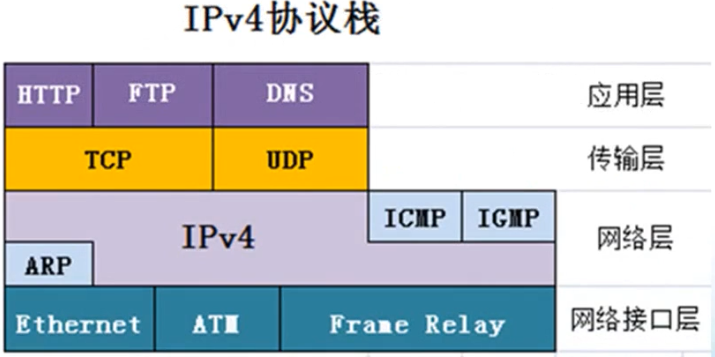 IPv4协议栈
HTTP FTP DNS 应用层
TCP UDP 传输层
ICMP IGMP
IPv4 网络层
ARP
Ethernet ATM Frame Relay 网络接口层